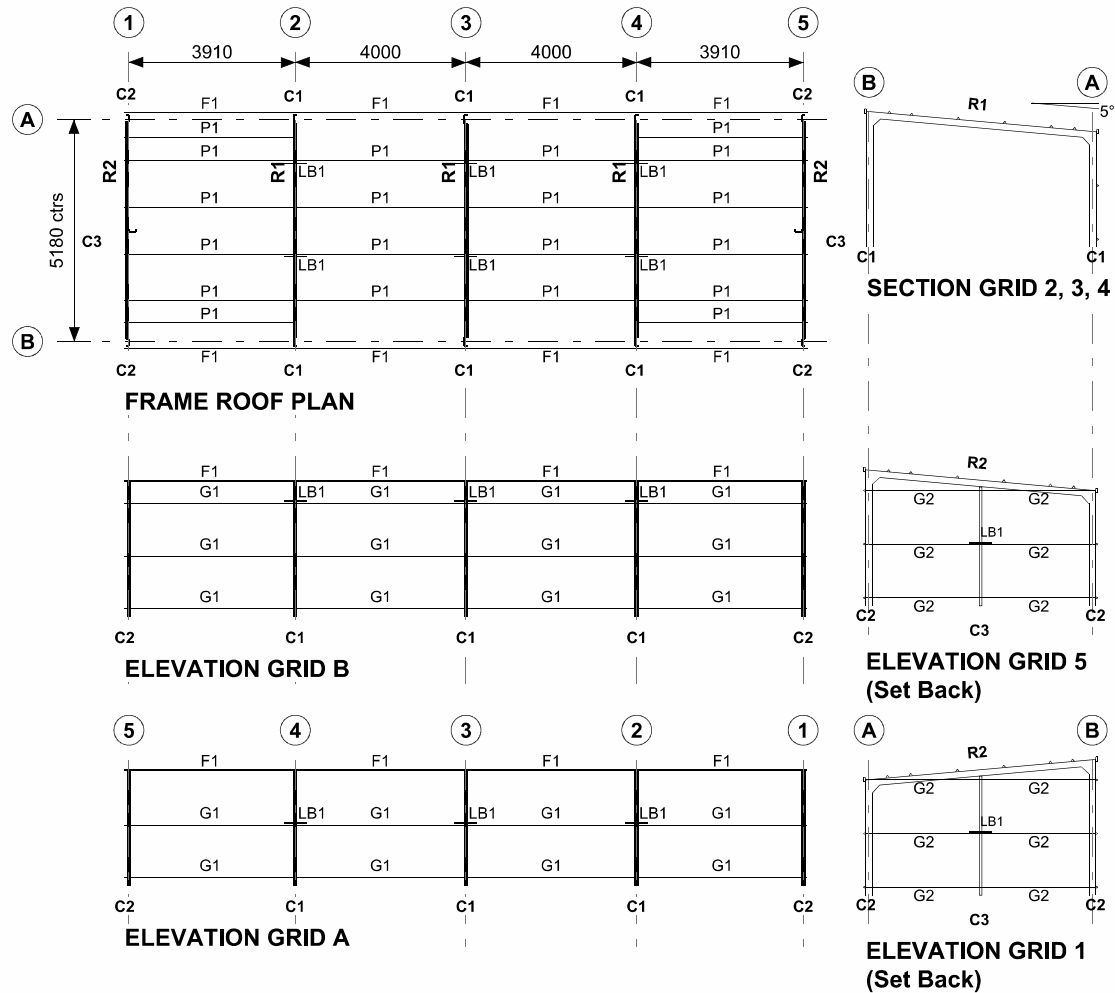 1 2 3 4 5
3910 4000 4000 3910
C2 C1 C1 C1 C2
F1 F1 F1 F1
A
P1 P1
P1 P1 P1 P1
R2 R1 R1 R1 R2
LB1 LB1 LB1
P1 P1 P1 P1
5180 ctrs
C3 C3
P1 P1 P1 P1
LB1 LB1 LB1
P1 P1 P1 P1
P1 P1
B
F1 F1 F1 F1
C2 C1 C1 C1 C2
FRAME ROOF PLAN
B A
R1
5°
C1 C1
SECTION GRID 2, 3, 4
F1 F1 F1 F1
G1 LB1 G1 LB1 G1 LB1 G1
G1 G1 G1 G1
G1 G1 G1 G1
C2 C1 C1 C1 C2
ELEVATION GRID B
R2
G2 G2
LB1
G2 G2
G2 G2
C2 C2
C3
ELEVATION GRID 5
(Set Back)
5 4 3 2 1
F1 F1 F1 F1
G1 LB1 G1 LB1 G1 LB1 G1
G1 G1 G1 G1
C2 C1 C1 C1 C2
ELEVATION GRID A
A B
R2
G2 G2
LB1
G2 G2
G2 G2
C2 C2
C3
ELEVATION GRID 1
(Set Back)